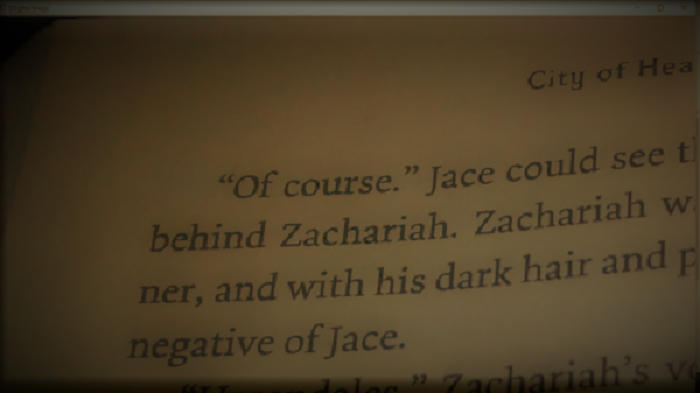 City of Hea
“Of course.” Jace could see t
behind Zachariah. Zachariah w
ner, and with his dark hair and p
negative of Jace.
Zachariah’s vo